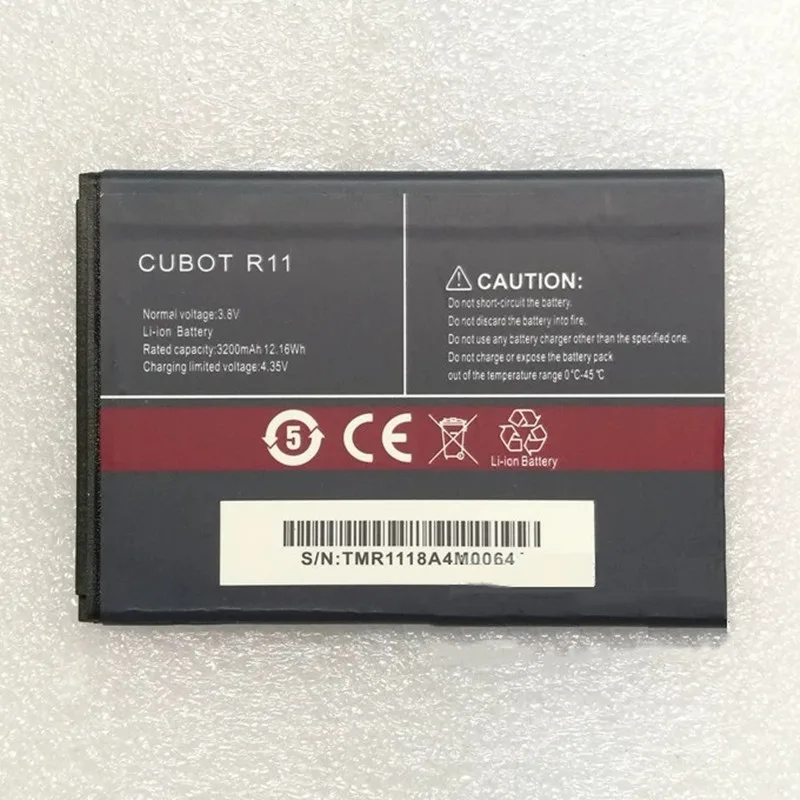 CUBOT R11
Normal voltage:3.8V
Li-ion Battery
Rated capacity:3200mAh 12.16Wh
Charging limited voltage:4.35V
CAUTION:
Do not short-circuit the battery.
Do not discard the battery into fire.
Do not use any battery charger other than the specified one.
Do not charge or expose the battery pack
out of the temperature range 0℃-45℃
5
CE
Li-ion Battery
S/N:TMR1118A4M0064